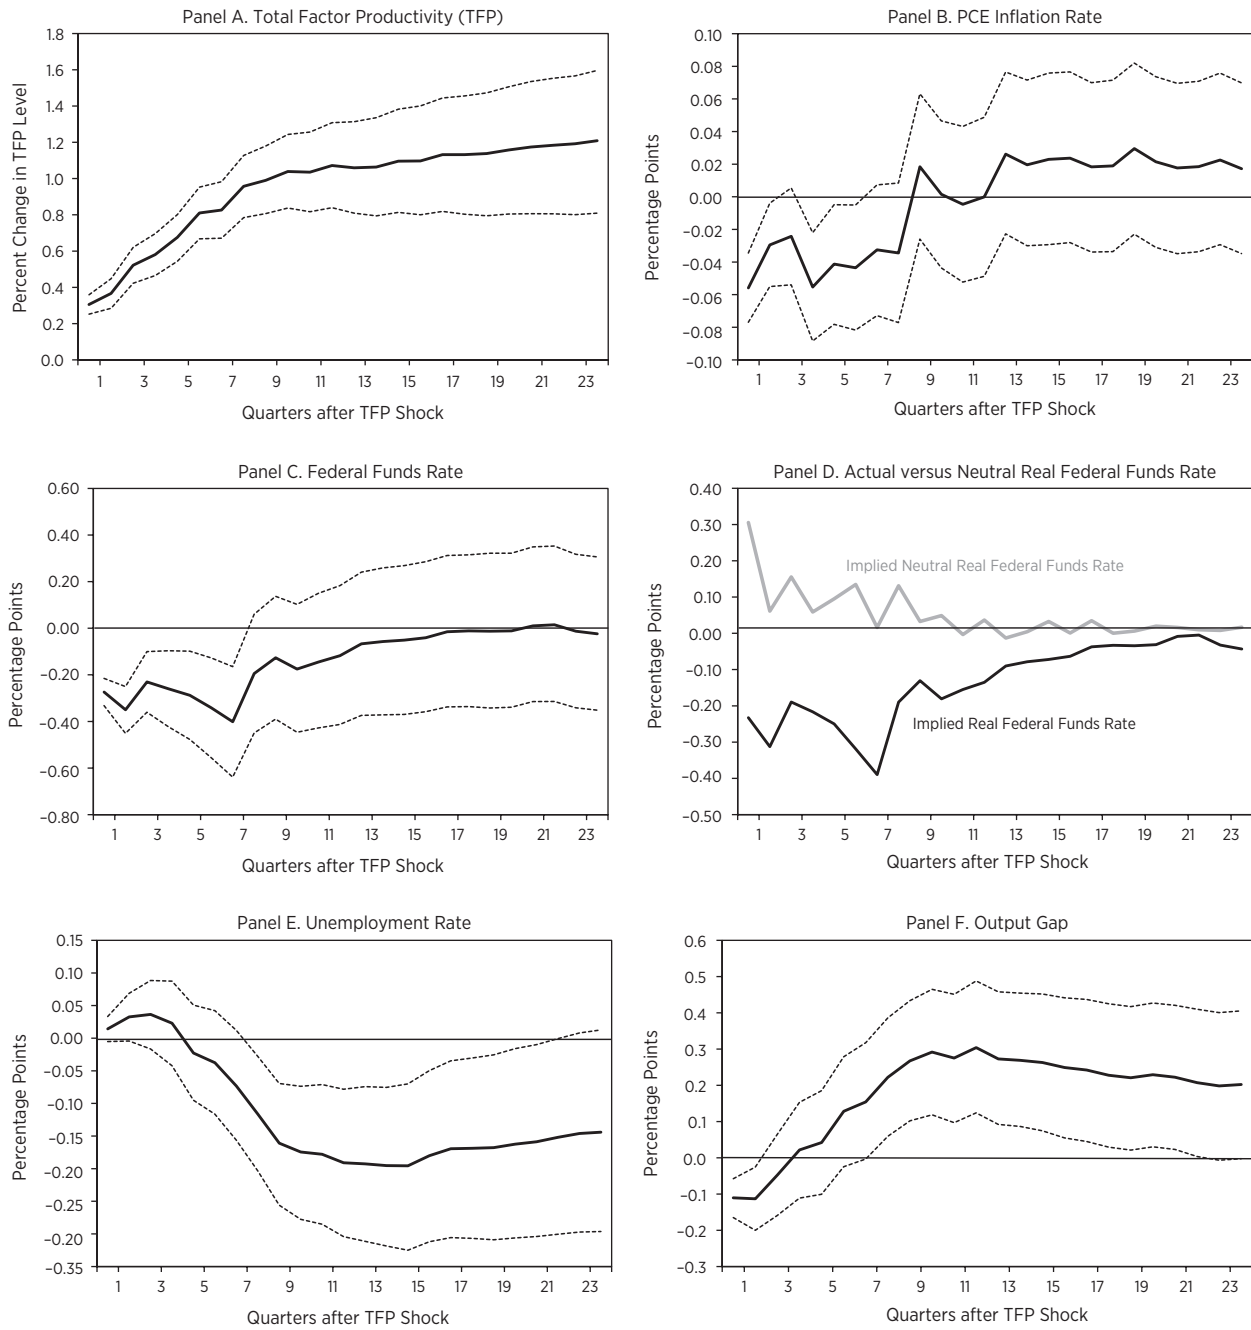 Panel A. Total Factor Productivity (TFP)
Percent Change in TFP Level
1.8
1.6
1.4
1.2
1.0
0.8
0.6
0.4
0.2
0.0
1 3 5 7 9 11 13 15 17 19 21 23
Quarters after TFP Shock
Panel B. PCE Inflation Rate
Percentage Points
0.10
0.08
0.06
0.04
0.02
0.00
−0.02
−0.04
−0.06
−0.08
−0.10
1 3 5 7 9 11 13 15 17 19 21 23
Quarters after TFP Shock
Panel C. Federal Funds Rate
Percentage Points
0.60
0.40
0.20
0.00
−0.20
−0.40
−0.60
−0.80
1 3 5 7 9 11 13 15 17 19 21 23
Quarters after TFP Shock
Panel D. Actual versus Neutral Real Federal Funds Rate
Percentage Points
0.40
0.30
0.20
0.10
0.00
−0.10
−0.20
−0.30
−0.40
−0.50
Implied Neutral Real Federal Funds Rate
Implied Real Federal Funds Rate
1 3 5 7 9 11 13 15 17 19 21 23
Quarters after TFP Shock
Panel E. Unemployment Rate
Percentage Points
0.15
0.10
0.05
0.00
−0.05
−0.10
−0.15
−0.20
−0.25
−0.20
−0.35
1 3 5 7 9 11 13 15 17 19 21 23
Quarters after TFP Shock
Panel F. Output Gap
Percentage Points
0.6
0.5
0.4
0.3
0.2
0.0
−0.1
−0.2
−0.3
1 3 5 7 9 11 13 15 17 19 21 23
Quarters after TFP Shock